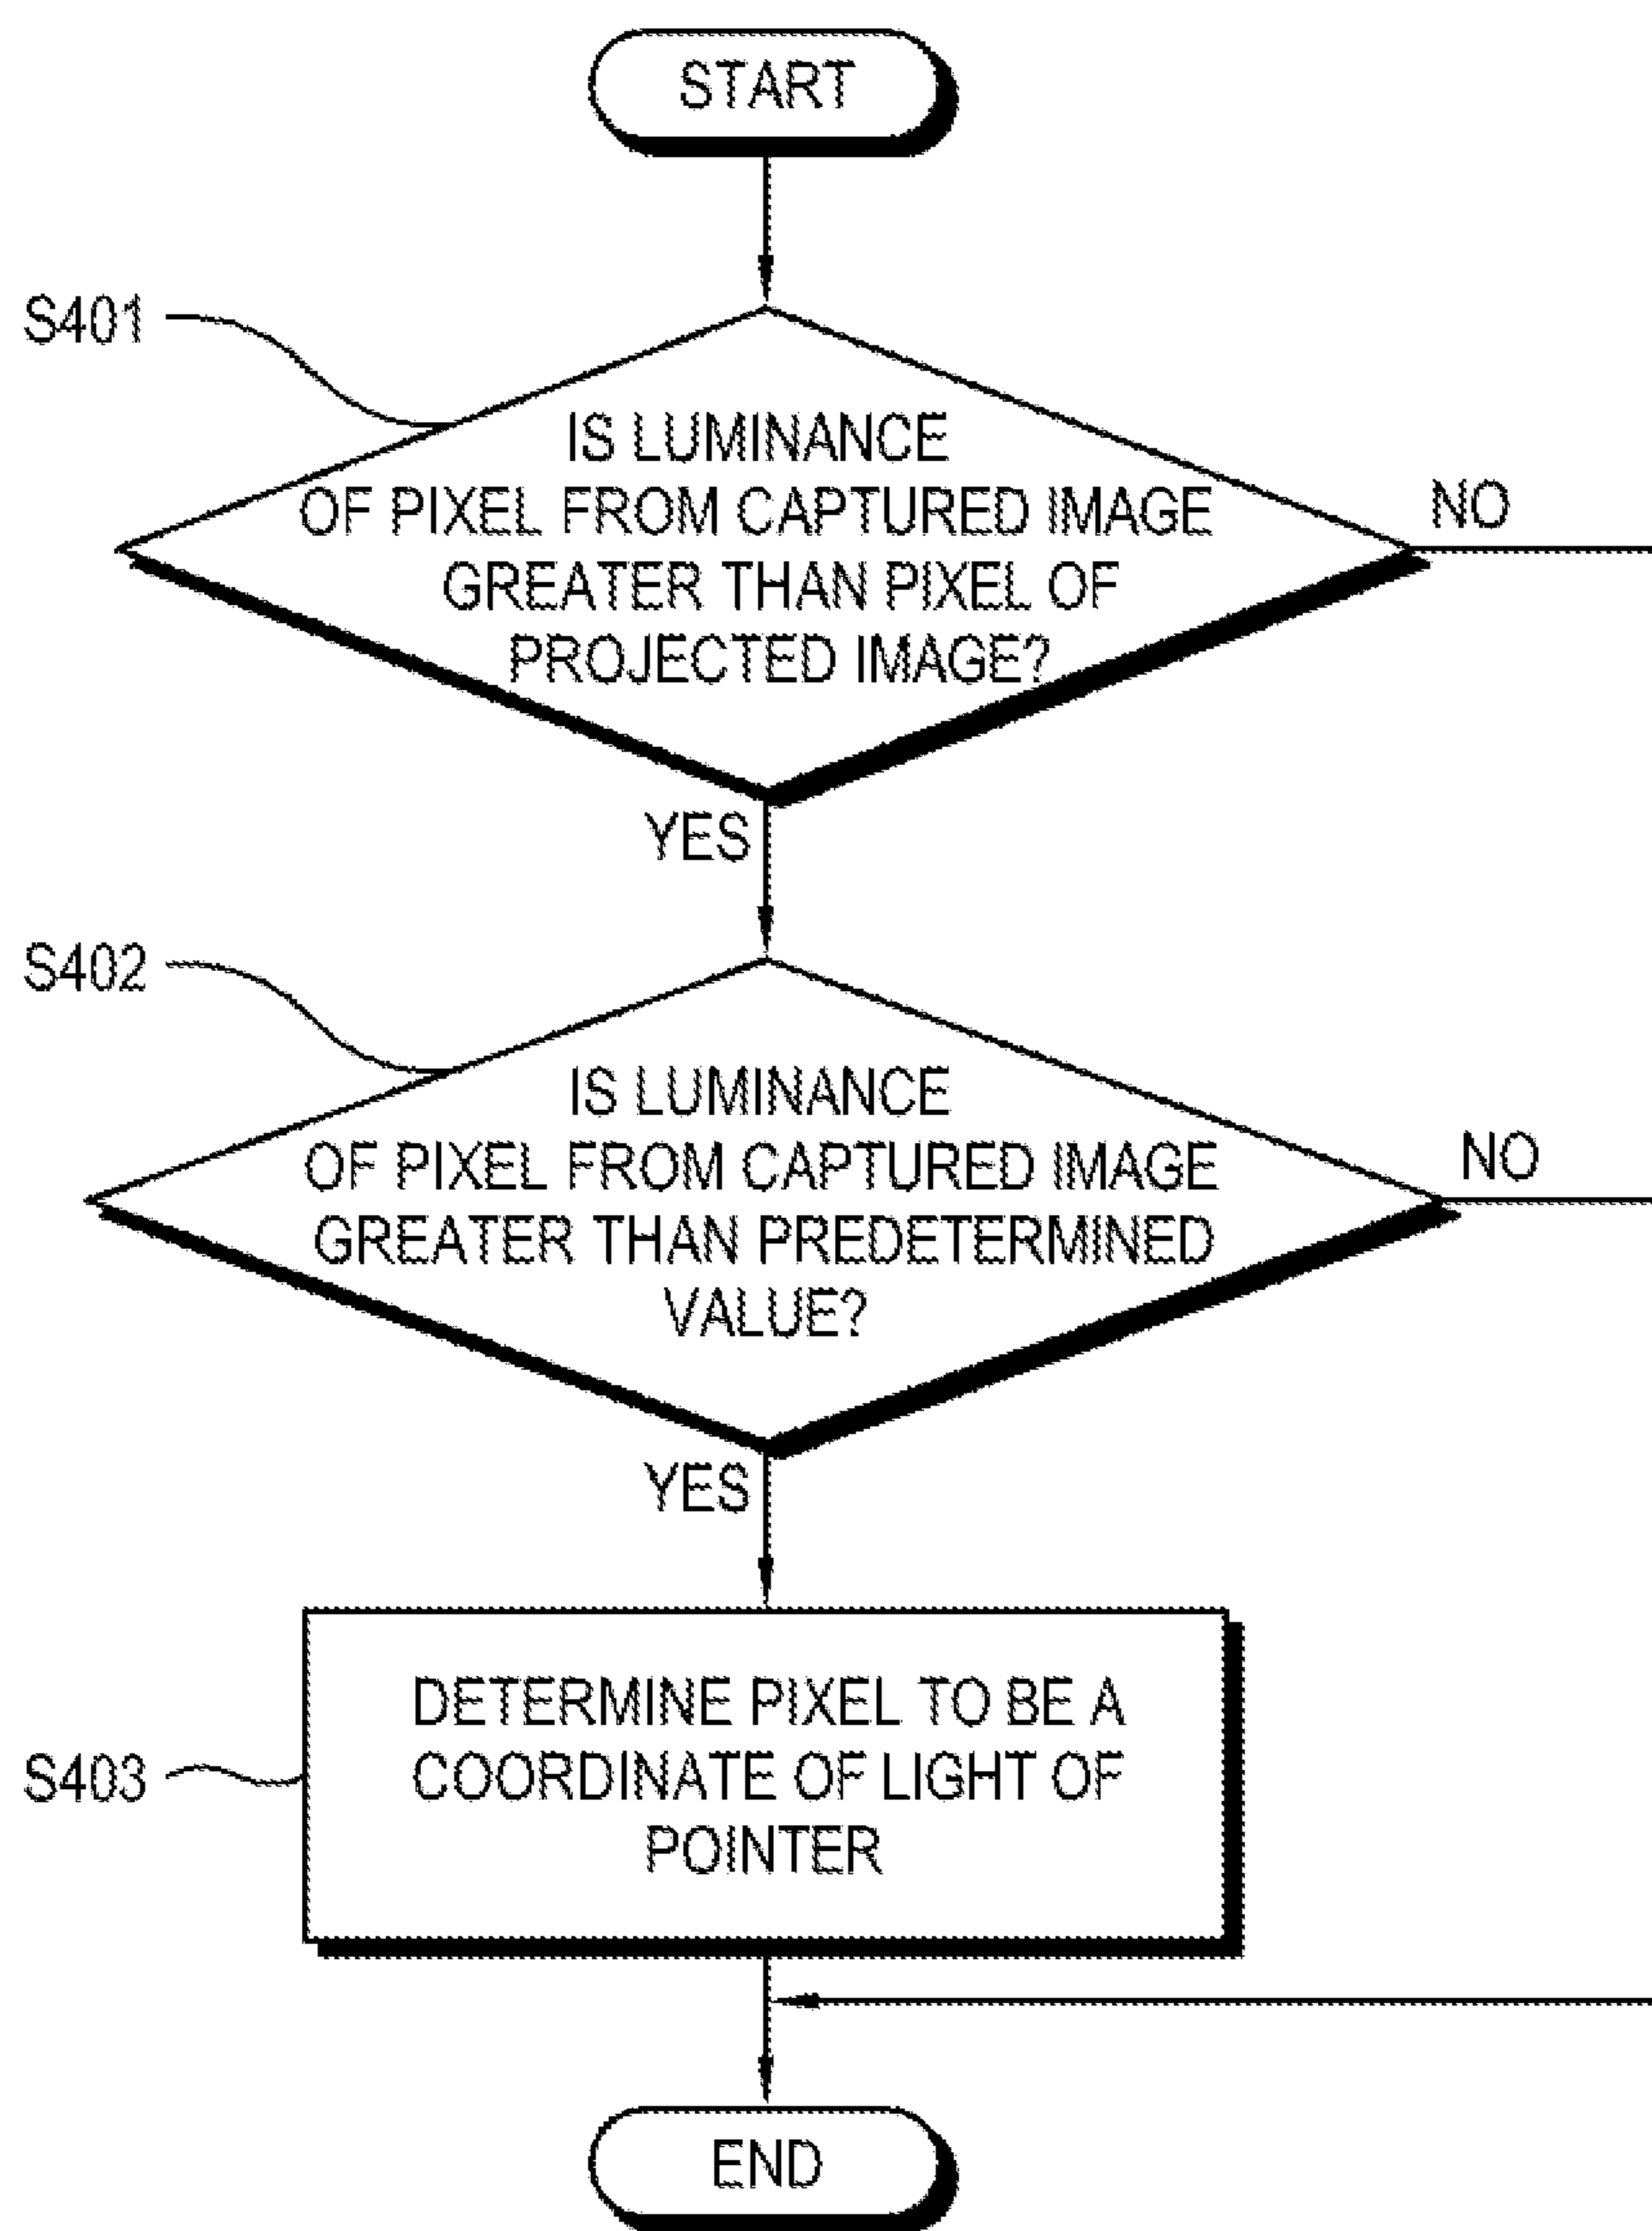 START
S401
IS LUMINANCE
OF PIXEL FROM CAPTURED IMAGE
GREATER THAN PIXEL OF
PROJECTED IMAGE?
NO
YES
S402
IS LUMINANCE
OF PIXEL FROM CAPTURED IMAGE
GREATER THAN PREDETERMINED
VALUE?
NO
YES
S403
DETERMINE PIXEL TO BE A
COORDINATE OF LIGHT OF
POINTER
END